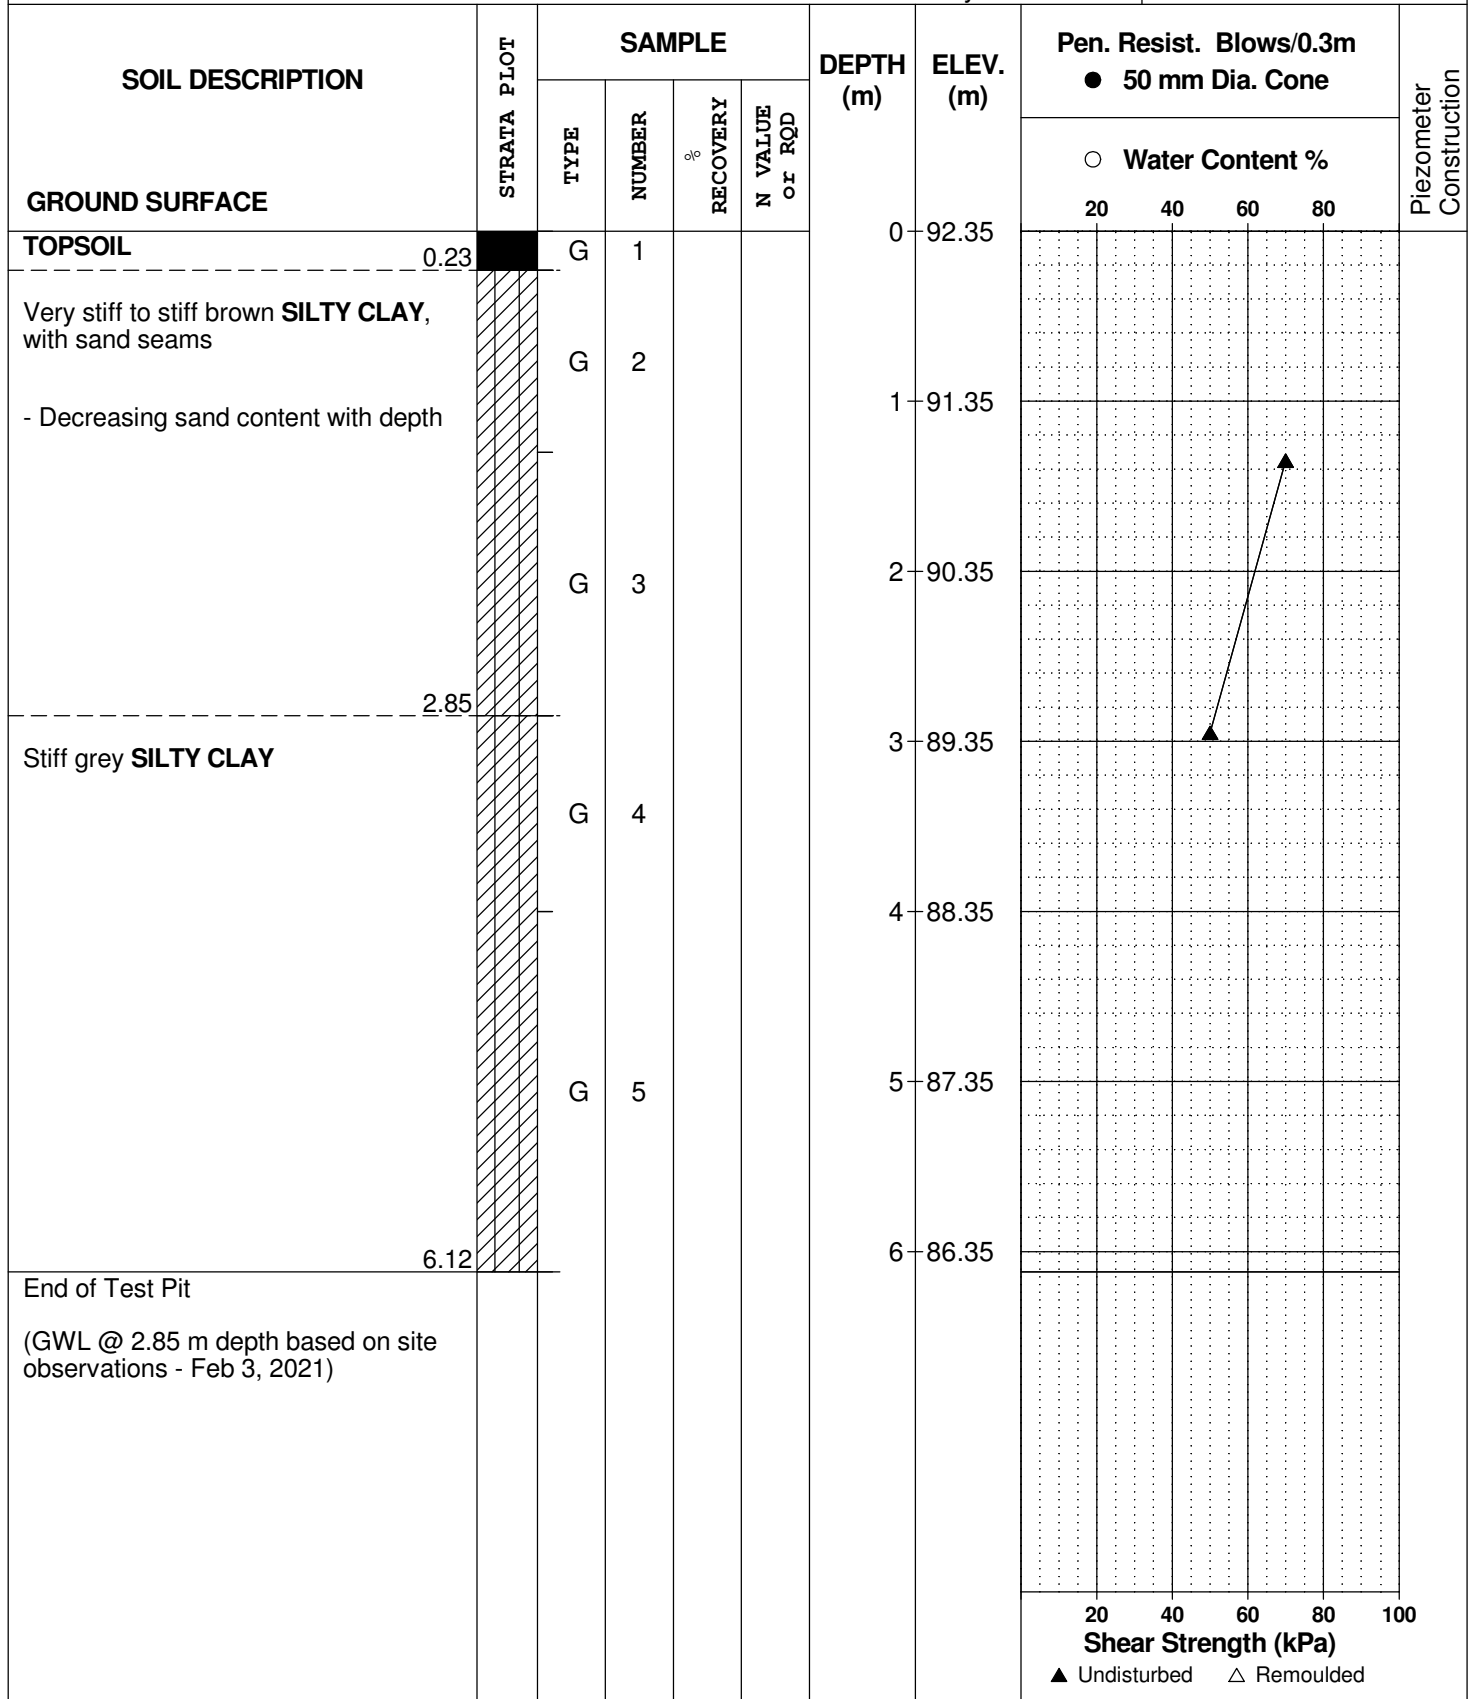 SOIL DESCRIPTION
GROUND SURFACE
STRATA PLOT
SAMPLE
TYPE
NUMBER
%
RECOVERY
N VALUE
or RQD
DEPTH
(m)
ELEV.
(m)
Pen. Resist. Blows/0.3m
● 50 mm Dia. Cone
○ Water Content %
20 40 60 80
Piezometer
Construction
TOPSOIL
0.23
G 1
0 92.35
Very stiff to stiff brown SILTY CLAY,
with sand seams
G 2
- Decreasing sand content with depth
1 91.35
G 3
2 90.35
2.85
Stiff grey SILTY CLAY
3 89.35
G 4
4 88.35
G 5
5 87.35
6.12
6 86.35
End of Test Pit
(GWL @ 2.85 m depth based on site
observations - Feb 3, 2021)
20 40 60 80 100
Shear Strength (kPa)
▲ Undisturbed △ Remoulded